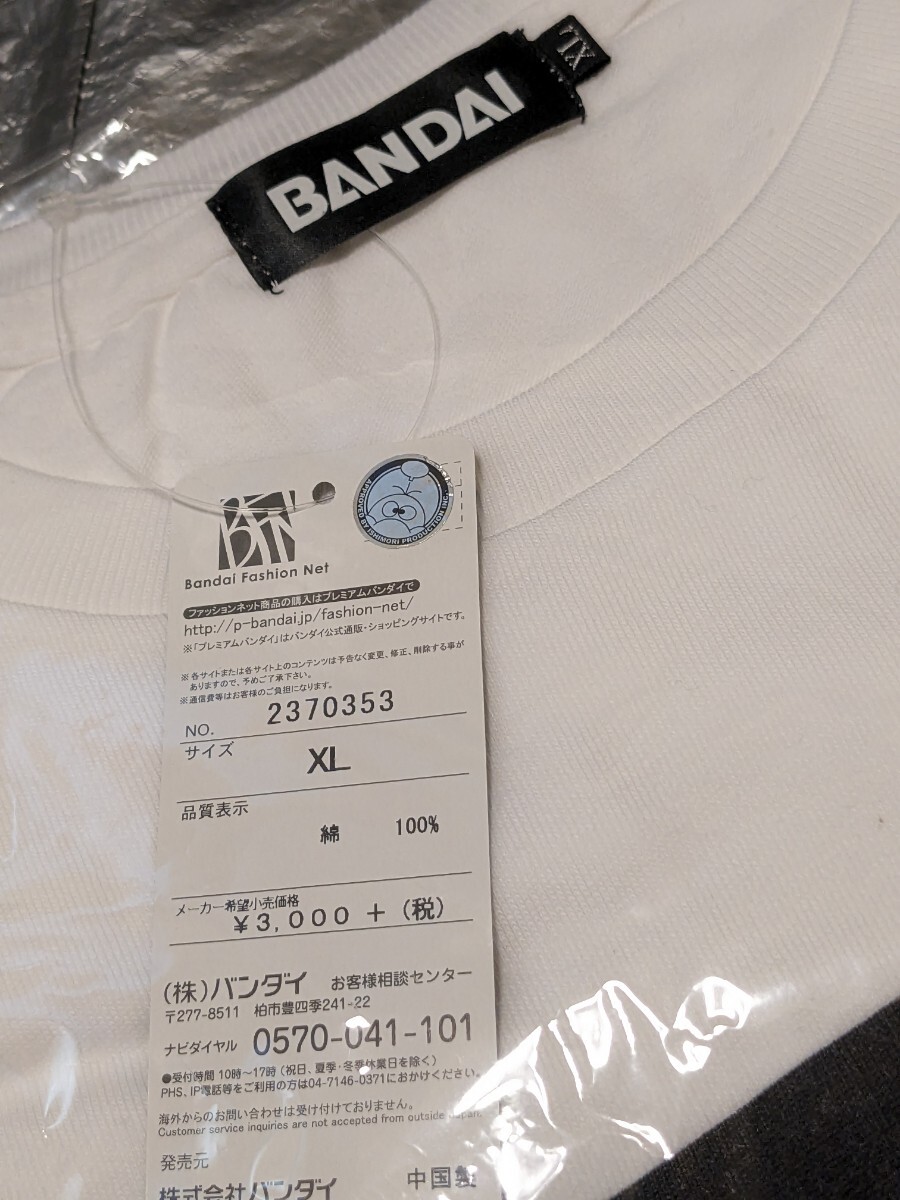 XL
BANDAI
APPROVED BY ISHIMORI PRODUCTION INC.
BFN
Bandai Fashion Net
ファッションネット商品の購入はプレミアムバンダイで
http://p-bandai.jp/fashion-net/
※「プレミアムバンダイ」はバンダイ公式通販・ショッピングサイトです。
※各サイトまたは各サイト上のコンテンツは予告なく変更、修正、削除する事が
ありますので、予めご了承下さい。
※通信費等はお客様のご負担になります。
NO. 2370353
サイズ
XL
品質表示
綿 100%
メーカー希望小売価格
¥3,000 + (税)
(株)バンダイ お客様相談センター
〒277-8511 柏市豊四季241-22
ナビダイヤル 0570-041-101
●受付時間 10時〜17時 (祝日、夏季・冬季休業日を除く)
PHS、IP電話等をご利用の方は04-7146-0371におかけください。
海外からのお問い合わせは受け付けておりません。
Customer service inquiries are not accepted from outside Japan.
発売元
株式会社バンダイ 中国製